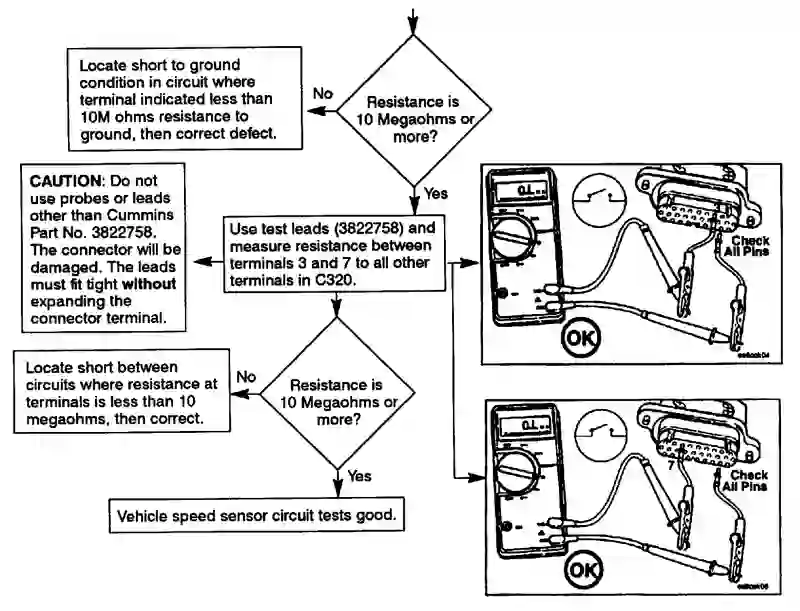 Locate short to ground
condition in circuit where
terminal indicated less than
10M ohms resistance to
ground, then correct defect.
No
Resistance is
10 Megaohms or
more?
Yes
CAUTION: Do not
use probes or leads
other than Cummins
Part No. 3822758.
The connector will be
damaged. The leads
must fit tight without
expanding the
connector terminal.
Use test leads (3822758) and
measure resistance between
terminals 3 and 7 to all other
terminals in C320.
O.L.
Check
All Pins
OK
Locate short between
circuits where resistance at
terminals is less than 10
megaohms, then correct.
No
Resistance is
10 Megaohms or
more?
Yes
Vehicle speed sensor circuit tests good.
O.L.
7
Check
All Pins
OK